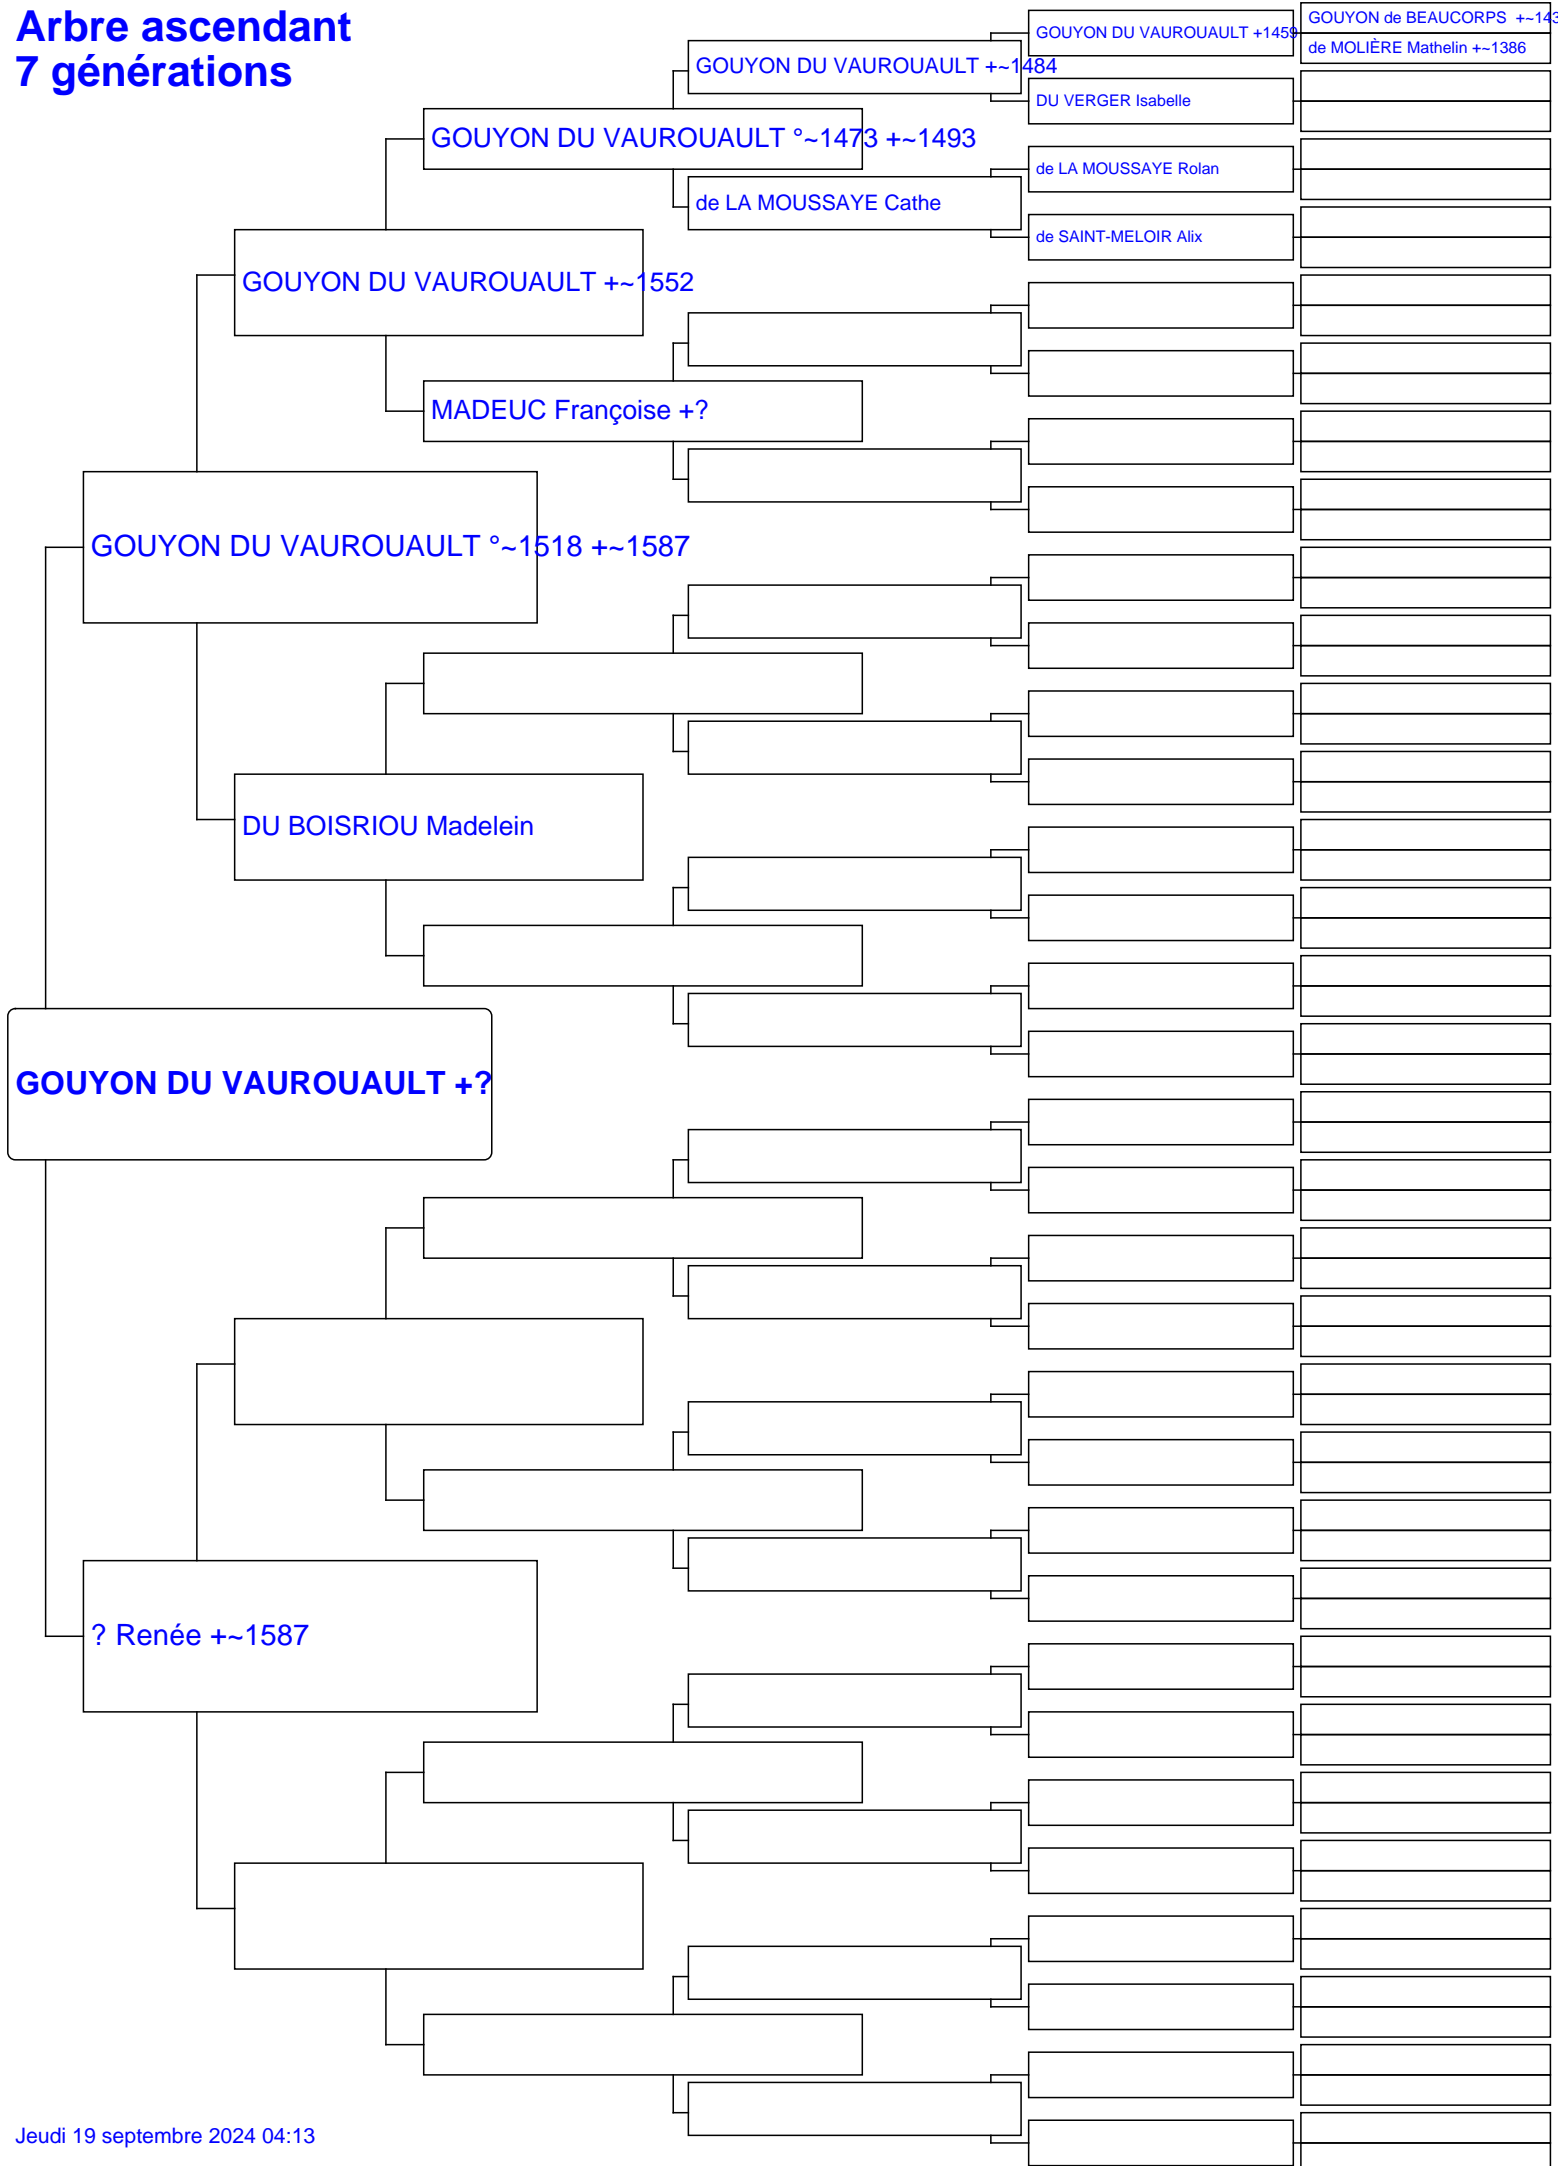 Arbre ascendant
7 générations
GOUYON DU VAUROUAULT +1459
GOUYON de BEAUCORPS +~143
de MOLIÈRE Mathelin +~1386
GOUYON DU VAUROUAULT +~1484
DU VERGER Isabelle
GOUYON DU VAUROUAULT °~1473 +~1493
de LA MOUSSAYE Rolan
de LA MOUSSAYE Cathe
de SAINT-MELOIR Alix
GOUYON DU VAUROUAULT +~1552
MADEUC Françoise +?
GOUYON DU VAUROUAULT °~1518 +~1587
DU BOISRIOU Madelein
GOUYON DU VAUROUAULT +?
? Renée +~1587
Jeudi 19 septembre 2024 04:13